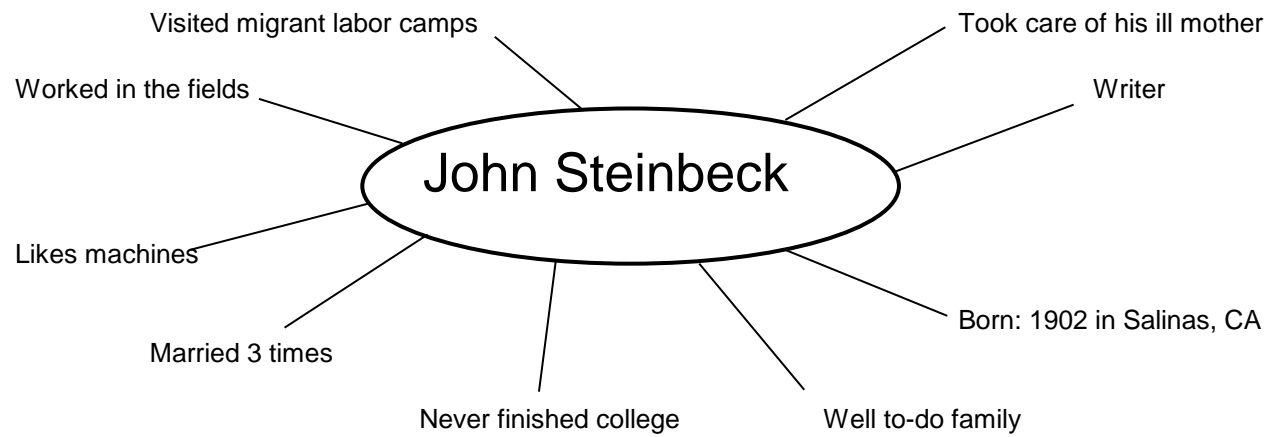 Visited migrant labor camps
Took care of his ill mother
Worked in the fields
Writer
John Steinbeck
Likes machines
Born: 1902 in Salinas, CA
Married 3 times
Never finished college
Well to-do family